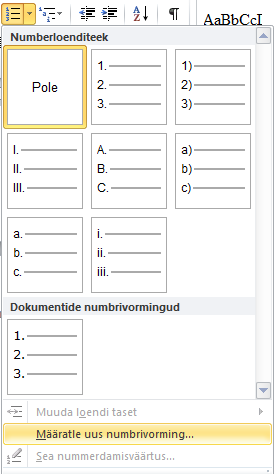 AaBbCcI
Numberloenditeek
Pole
1.
2.
3.
1)
2)
3)
I.
II.
III.
A.
B.
C.
a)
b)
c)
a.
b.
c.
i.
ii.
iii.
Dokumentide numbrivormingud
1.
2.
3.
Muuda loendi taset
Määratle uus numbrivorming...
Sea nummerdamisväärtus...